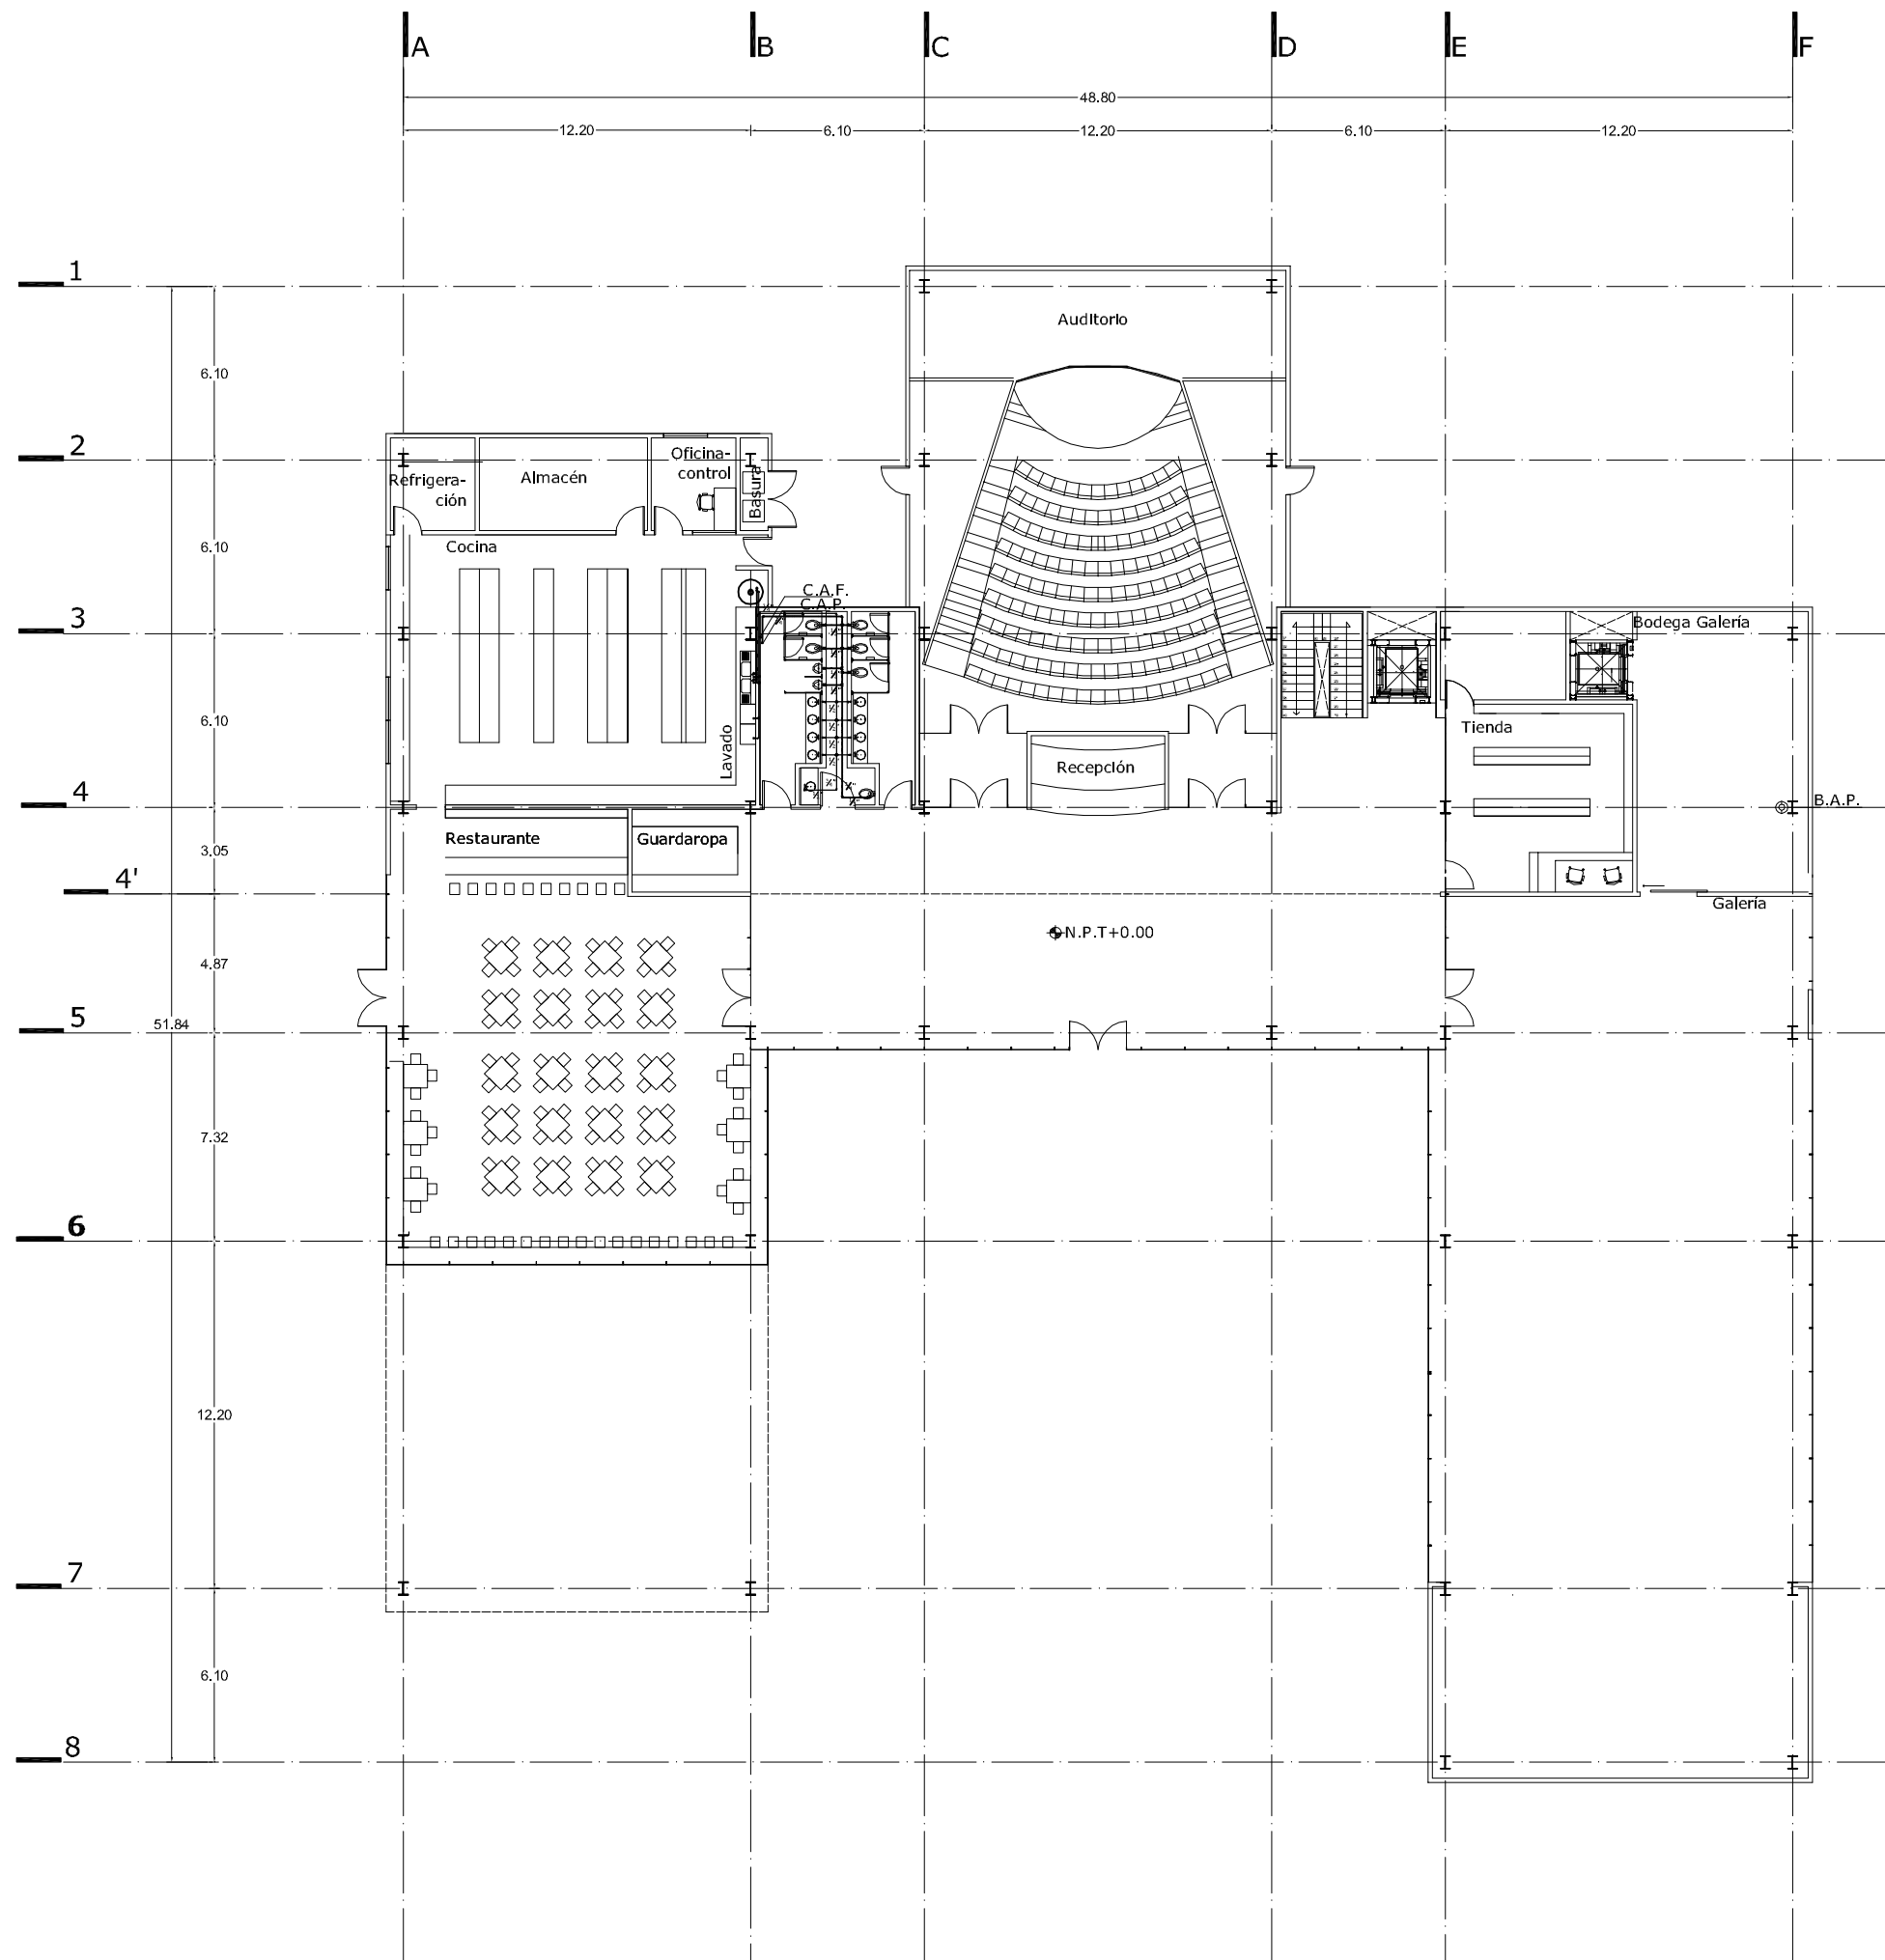 A
B
C
D
E
F
48.80
12.20
6.10
12.20
6.10
12.20
1
Auditorio
6.10
2
Oficina-
control
Refrigera-
ción
Almacén
Basura
6.10
Cocina
C.A.F.
C.A.P.
3
Bodega Galería
6.10
Tienda
Lavado
Recepción
4
B.A.P.
Restaurante
Guardaropa
3.05
4'
Galería
N.P.T+0.00
4.87
5
51.84
7.32
6
12.20
7
6.10
8